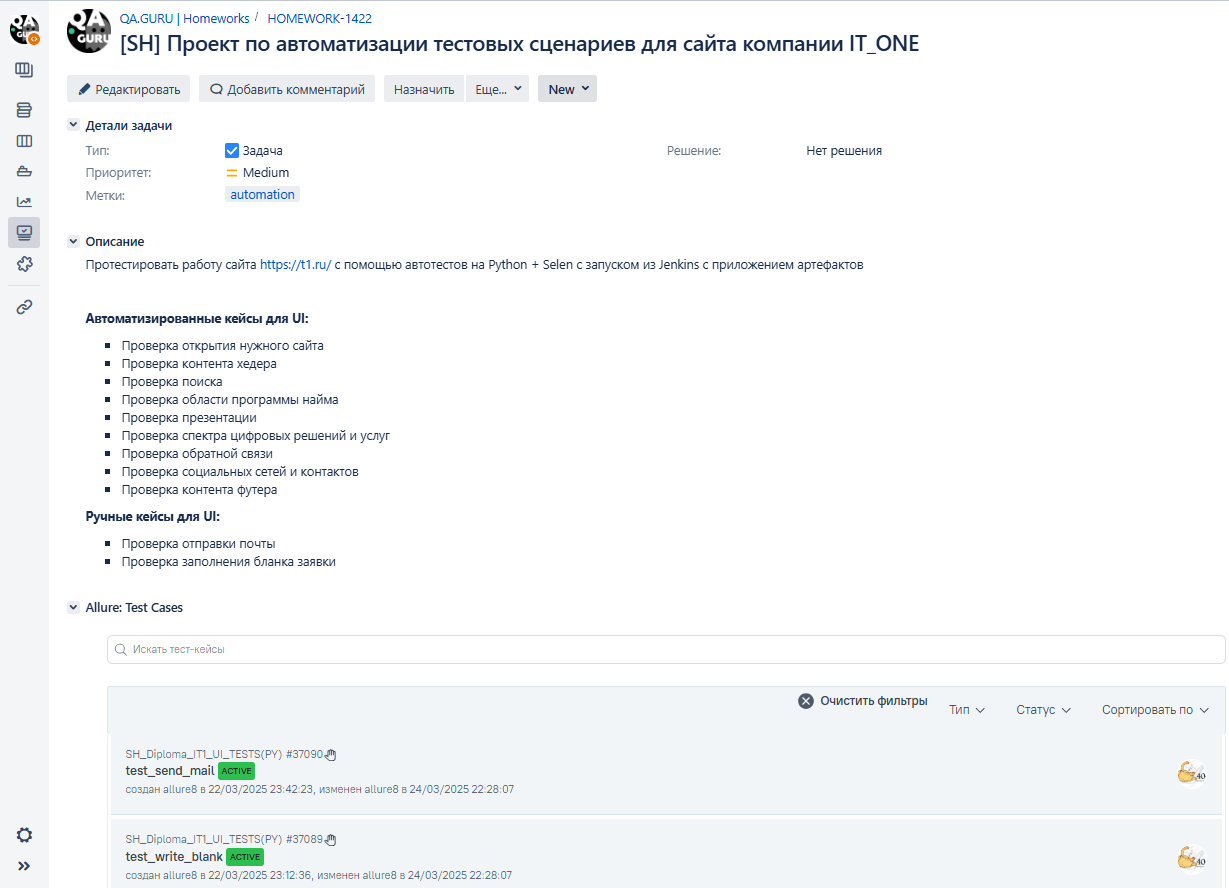 QA.GURU | Homeworks / HOMEWORK-1422
[SH] Проект по автоматизации тестовых сценариев для сайта компании IT_ONE
Редактировать Добавить комментарий Назначить Еще... New
Детали задачи
Тип: Задача Решение: Нет решения
Приоритет: Medium
Метки: automation
Описание
Протестировать работу сайта https://t1.ru/ с помощью автотестов на Python + Selen с запуском из Jenkins с приложением артефактов
Автоматизированные кейсы для UI:
Проверка открытия нужного сайта
Проверка контента хедера
Проверка поиска
Проверка области программы найма
Проверка презентации
Проверка спектра цифровых решений и услуг
Проверка обратной связи
Проверка социальных сетей и контактов
Проверка контента футера
Ручные кейсы для UI:
Проверка отправки почты
Проверка заполнения бланка заявки
Allure: Test Cases
Искать тест-кейсы
Очистить фильтры Тип Статус Сортировать по
SH_Diploma_IT1_UI_TESTS(PY) #37090
test_send_mail ACTIVE
создан allure8 в 22/03/2025 23:42:23, изменен allure8 в 24/03/2025 22:28:07
SH_Diploma_IT1_UI_TESTS(PY) #37089
test_write_blank ACTIVE
создан allure8 в 22/03/2025 23:12:36, изменен allure8 в 24/03/2025 22:28:07